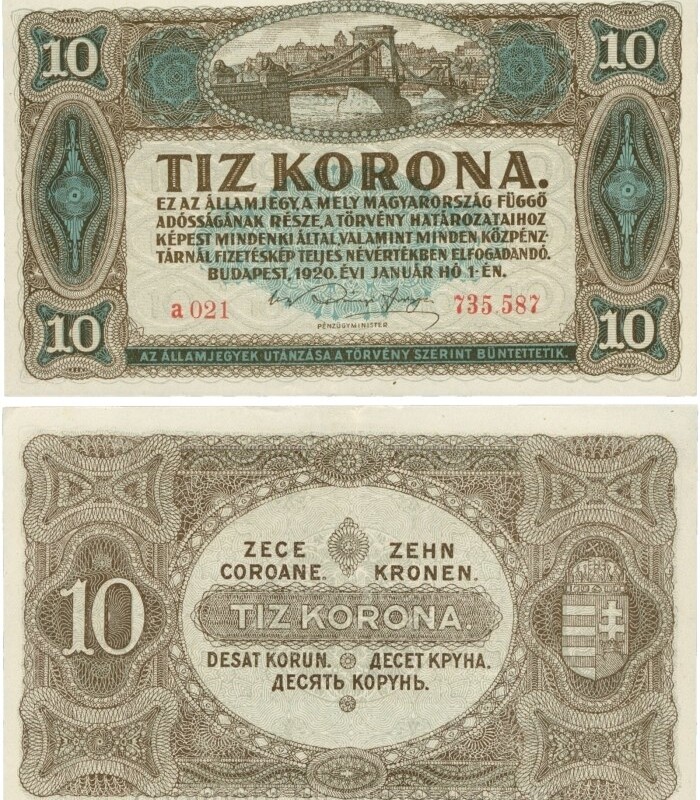 10
10
TIZ KORONA.
EZ AZ ÁLLAMJEGY, A MELY MAGYARORSZÁG FÜGGŐ
ADÓSSÁGÁNAK RÉSZE, A TÖRVÉNY HATÁROZATAIHOZ
KÉPEST MINDENKI ÁLTAL, VALAMINT MINDEN KÖZPÉNZ-
TÁRNÁL FIZETÉSKÉP TELJES NÉVÉRTÉKBEN ELFOGADANDÓ.
BUDAPEST, 1920. ÉVI JANUÁR HÓ 1-ÉN.
a 021
735.587
PÉNZÜGYMINISTER
10
10
AZ ÁLLAMJEGYEK UTÁNZÁSA A TÖRVÉNY SZERINT BÜNTETTETIK.
ZECE
COROANE.
ZEHN
KRONEN.
10
TIZ KORONA.
DESAT KORUN.
ДЕСЕТ КРУНА.
ДЕСЯТЬ КОРУНЬ.